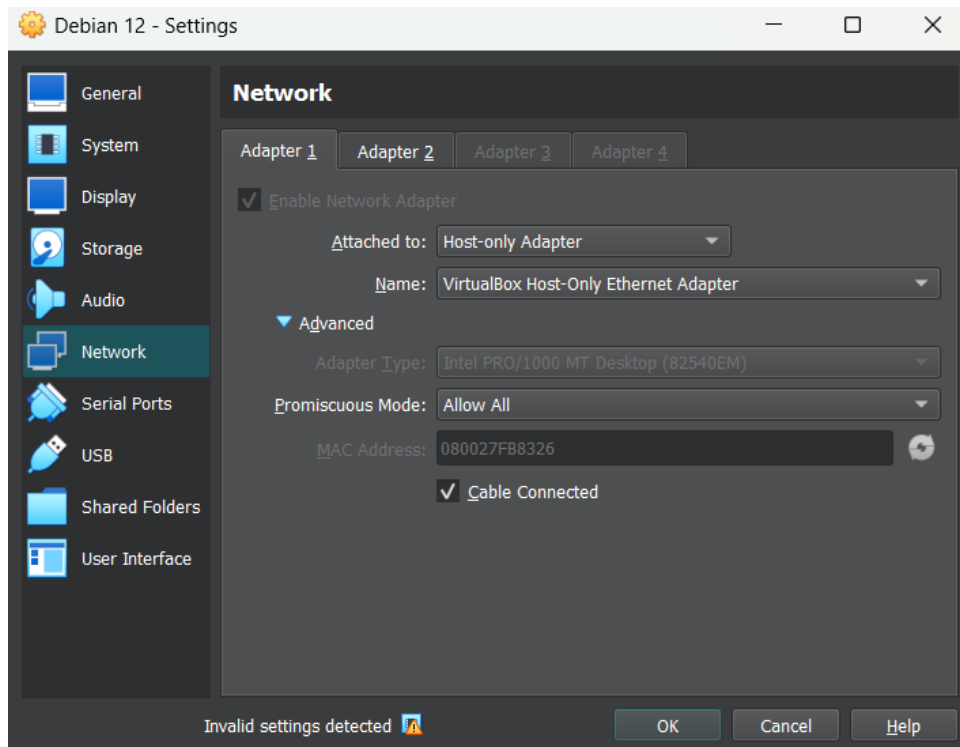 Debian 12 - Settings
General
System
Display
Storage
Audio
Network
Serial Ports
USB
Shared Folders
User Interface
Network
Adapter 1 Adapter 2 Adapter 3 Adapter 4
Enable Network Adapter
Attached to: Host-only Adapter
Name: VirtualBox Host-Only Ethernet Adapter
Advanced
Adapter Type: Intel PRO/1000 MT Desktop (82540EM)
Promiscuous Mode: Allow All
MAC Address: 080027FB8326
Cable Connected
Invalid settings detected OK Cancel Help